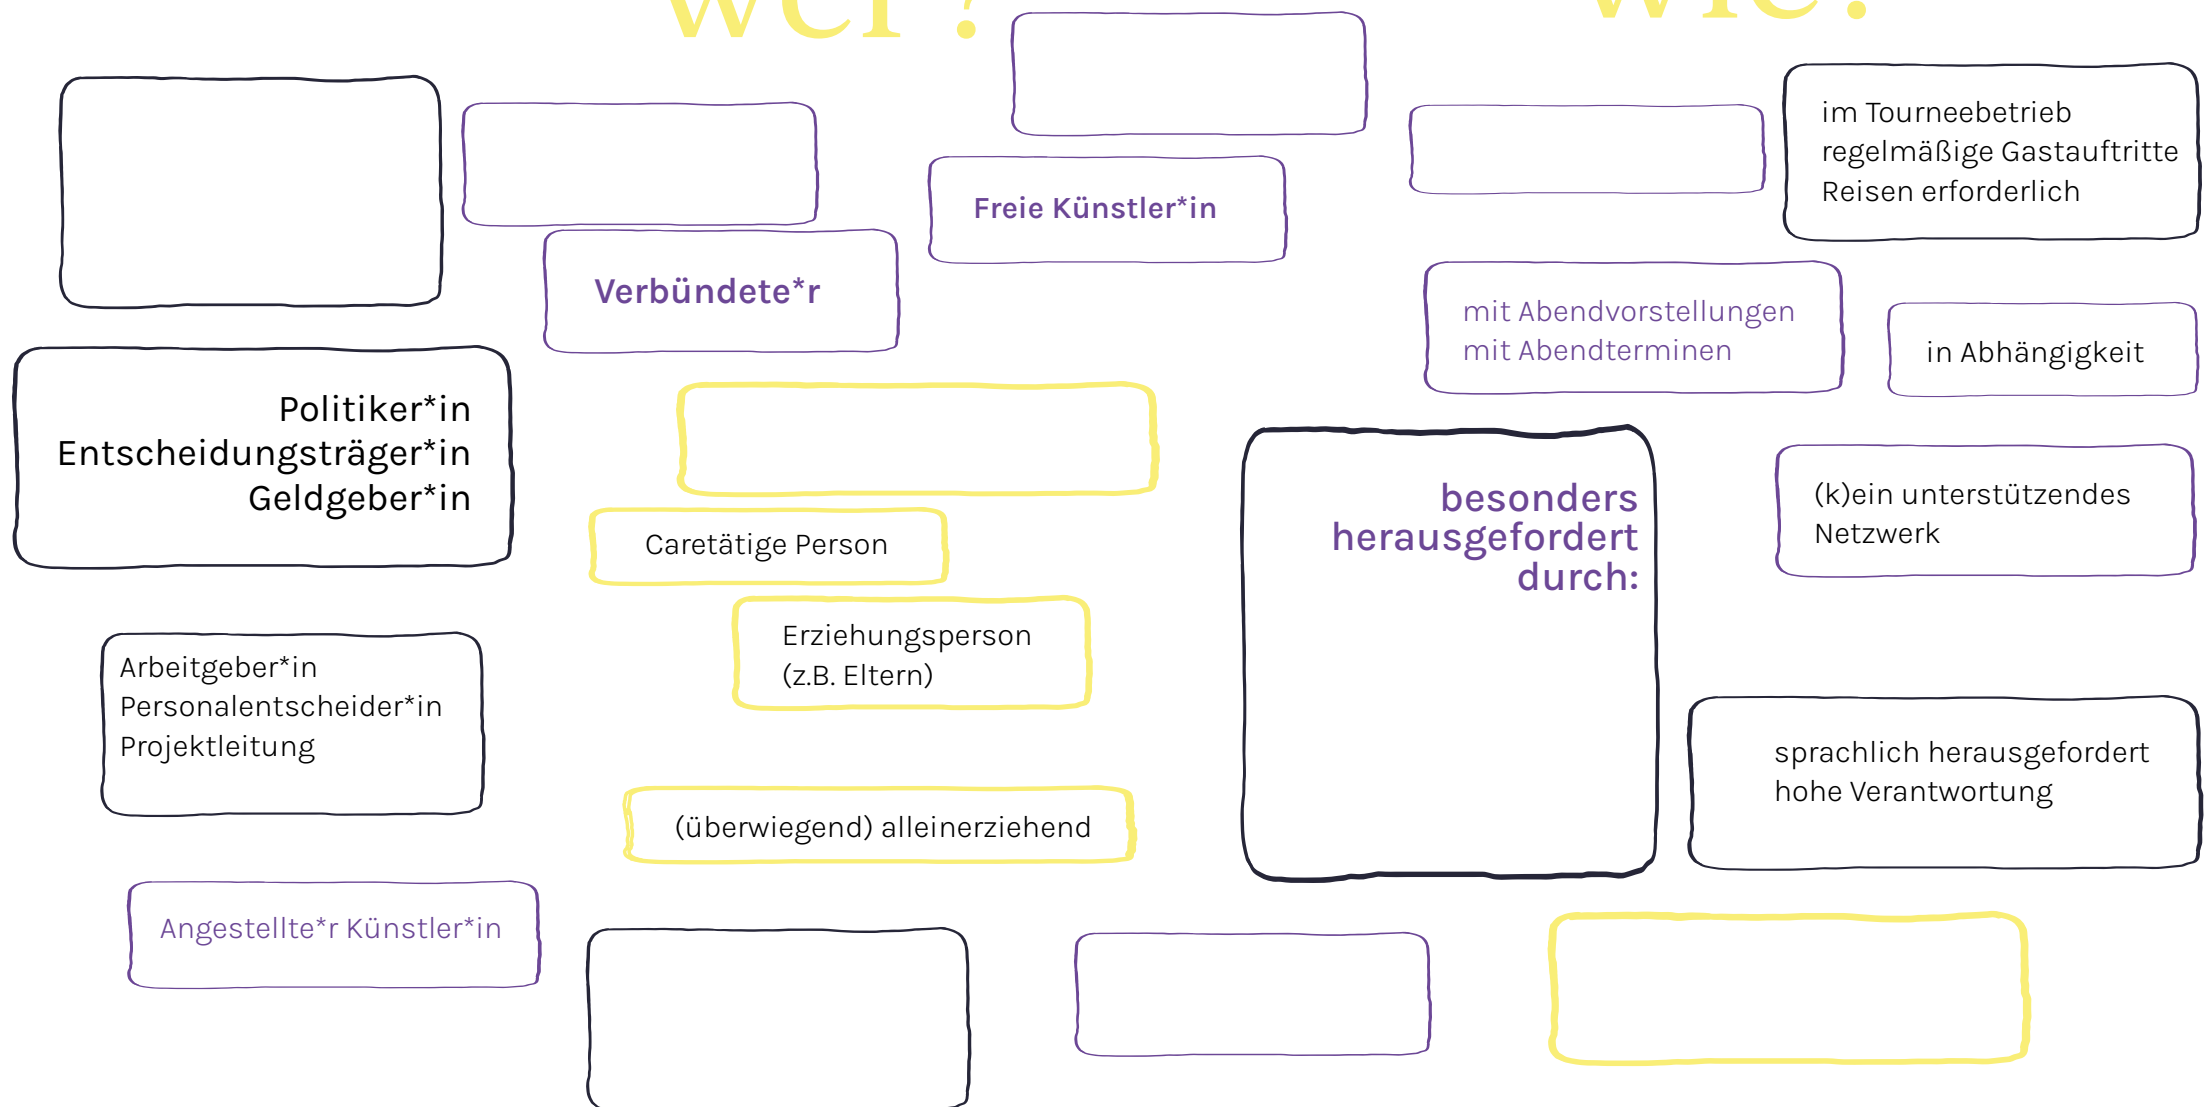 wer?
wie?
im Tourneebetrieb
regelmäßige Gastauftritte
Reisen erforderlich
Freie Künstler*in
Verbündete*r
mit Abendvorstellungen
mit Abendterminen
in Abhängigkeit
Politiker*in
Entscheidungsträger*in
Geldgeber*in
besonders
herausgefordert
durch:
(k)ein unterstützendes
Netzwerk
Caretätige Person
Erziehungsperson
(z.B. Eltern)
Arbeitgeber*in
Personalentscheider*in
Projektleitung
sprachlich herausgefordert
hohe Verantwortung
(überwiegend) alleinerziehend
Angestellte*r Künstler*in